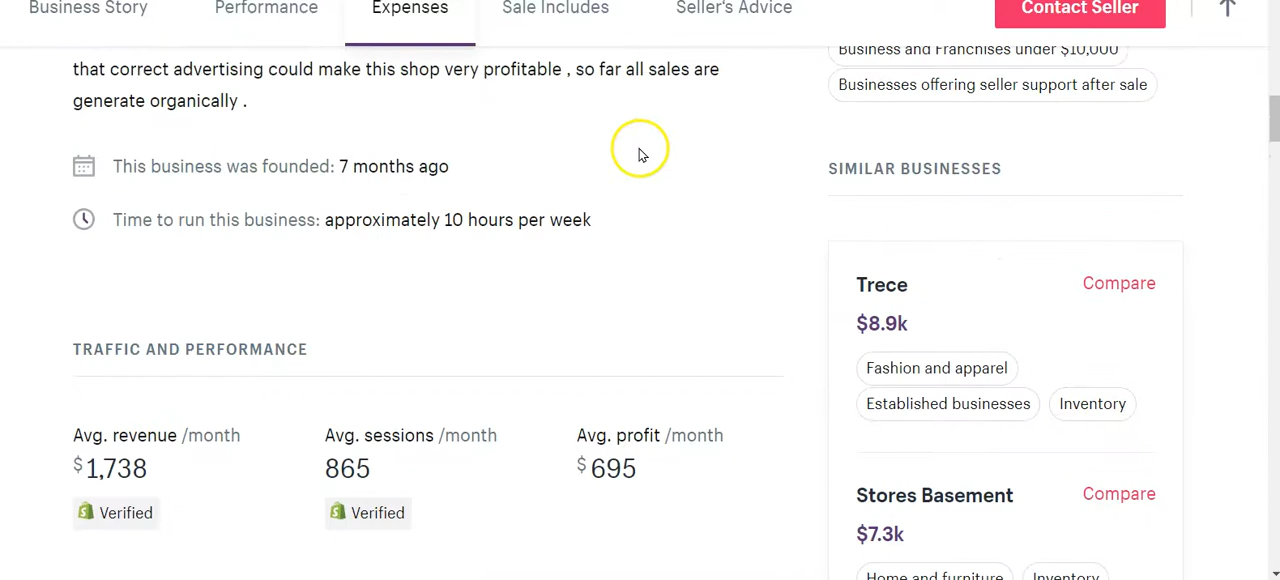 Business Story Performance Expenses Sale Includes Seller's Advice Contact Seller
that correct advertising could make this shop very profitable , so far all sales are
generate organically .
This business was founded: 7 months ago
Time to run this business: approximately 10 hours per week
TRAFFIC AND PERFORMANCE
Avg. revenue /month
$1,738
Verified
Avg. sessions /month
865
Verified
Avg. profit /month
$695
Business and Franchises under $10,000
Businesses offering seller support after sale
SIMILAR BUSINESSES
Trece Compare
$8.9k
Fashion and apparel
Established businesses Inventory
Stores Basement Compare
$7.3k
Home and furniture Inventory